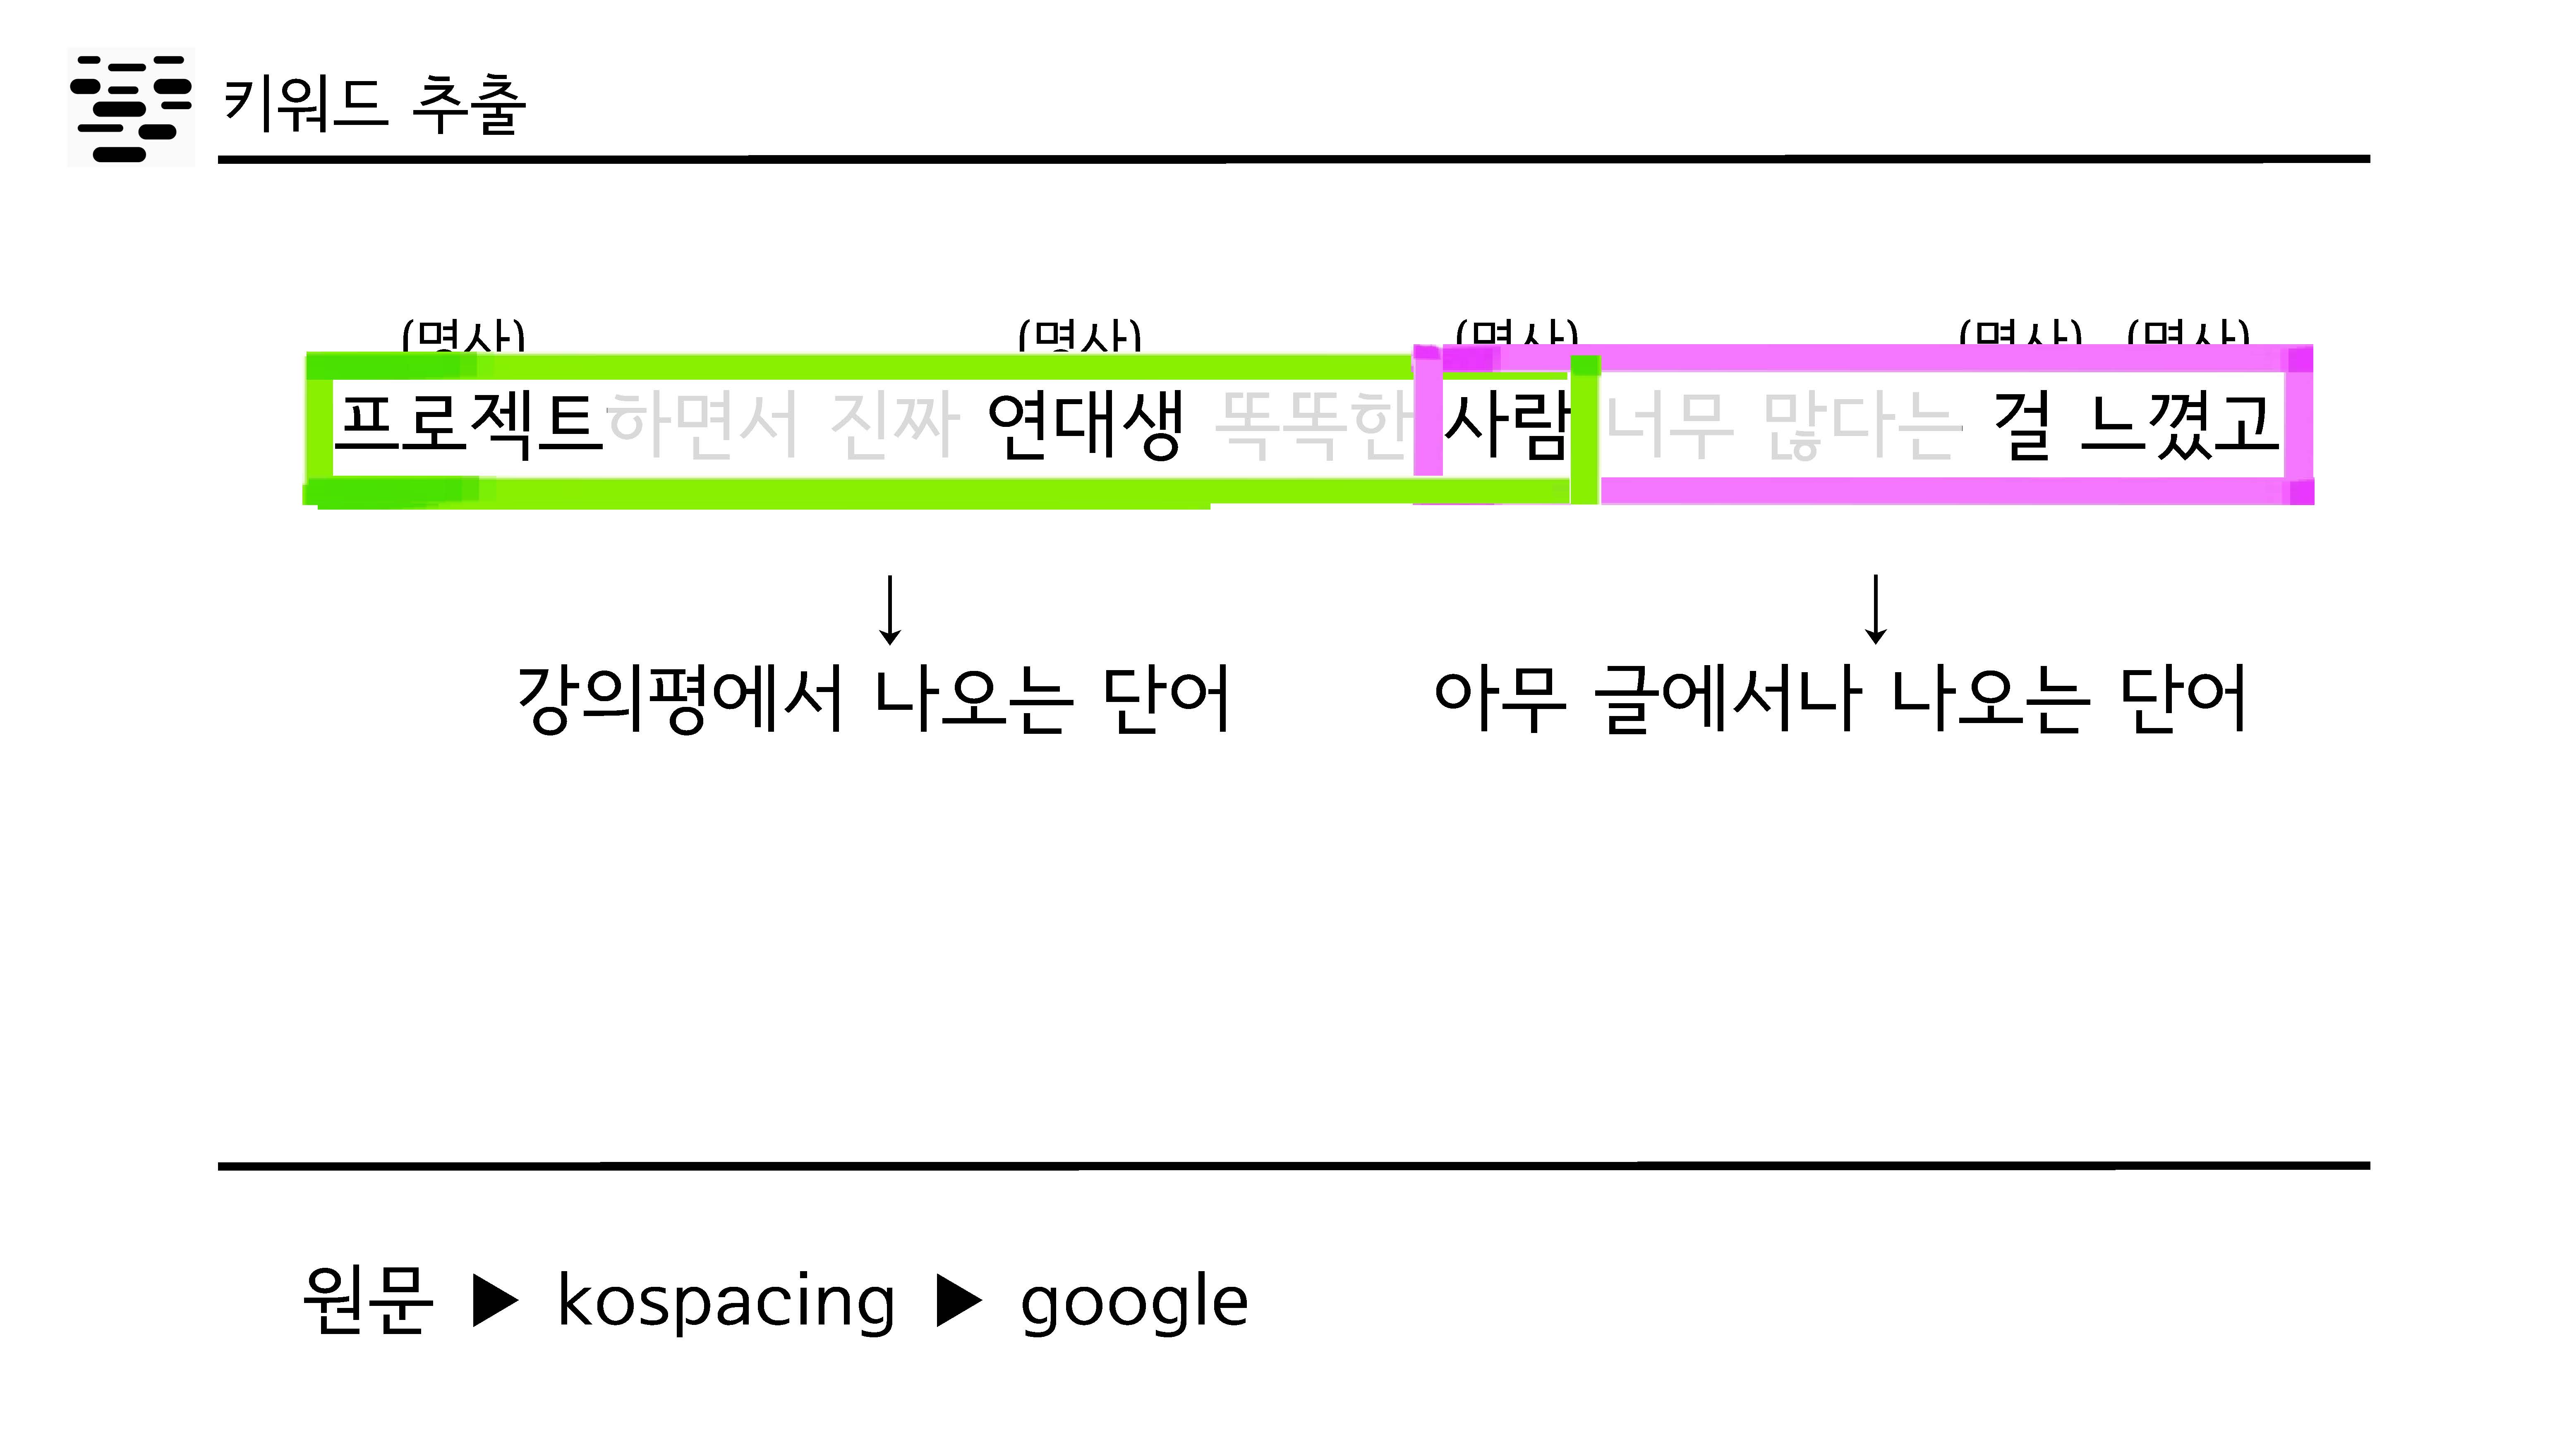 키워드 추출
(명사) (명사) (명사) (명사) (명사)
프로젝트하면서 진짜 연대생 똑똑한 사람 너무 많다는 걸 느꼈고
↓ ↓
강의평에서 나오는 단어 아무 글에서나 나오는 단어
원문 ▶ kospacing ▶ google